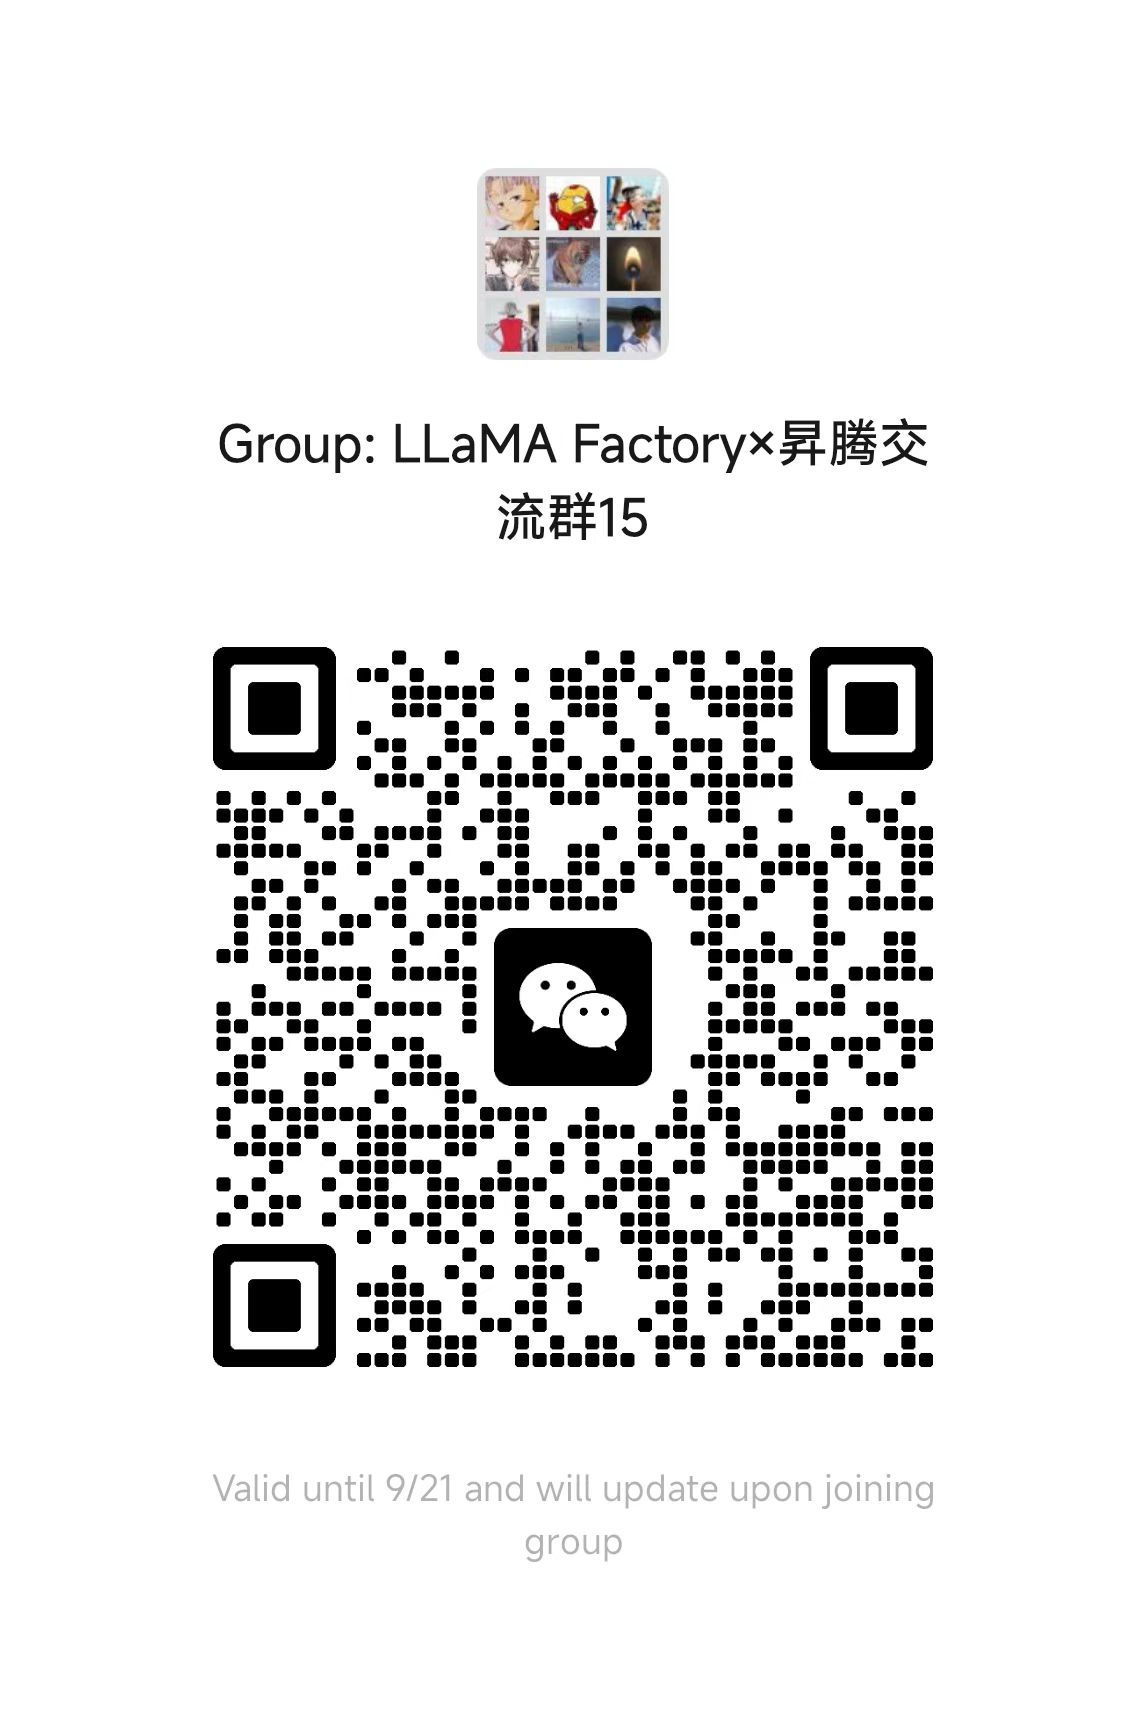 Group: LLaMA Factory×昇腾交
流群15
Valid until 9/21 and will update upon joining
group